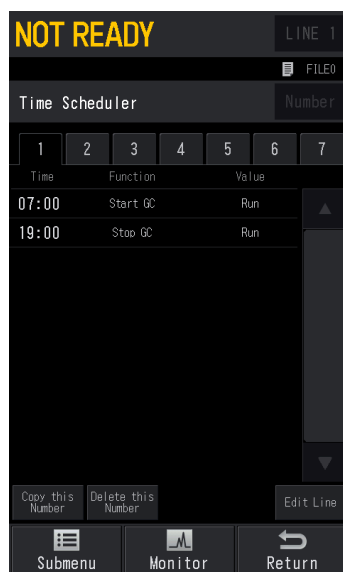 NOT READY LINE 1
FILE0
Time Scheduler Number
1 2 3 4 5 6 7
Time Function Value
07:00 Start GC Run
19:00 Stop GC Run
Copy this Number Delete this Number Edit Line
Submenu Monitor Return